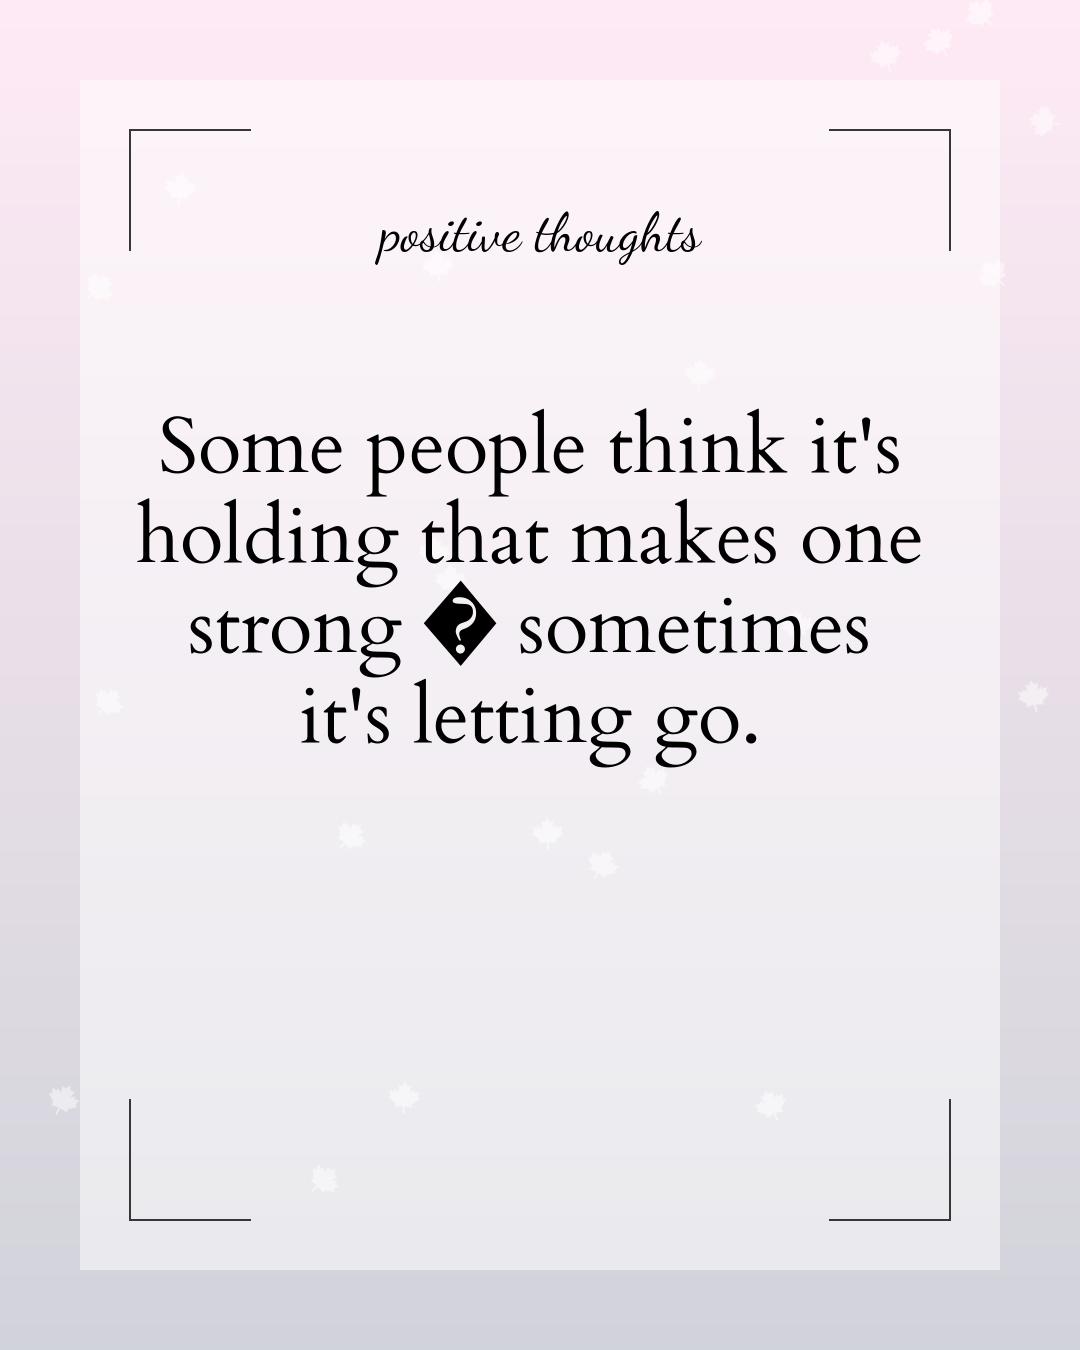 positive thoughts
Some people think it's
holding that makes one
strong � sometimes
it's letting go.